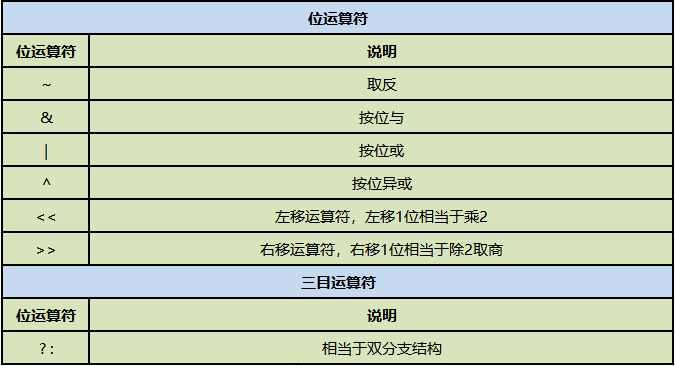 位运算符
位运算符 说明
~ 取反
& 按位与
| 按位或
^ 按位异或
<< 左移运算符，左移1位相当于乘2
>> 右移运算符，右移1位相当于除2取商
三目运算符
位运算符 说明
? : 相当于双分支结构